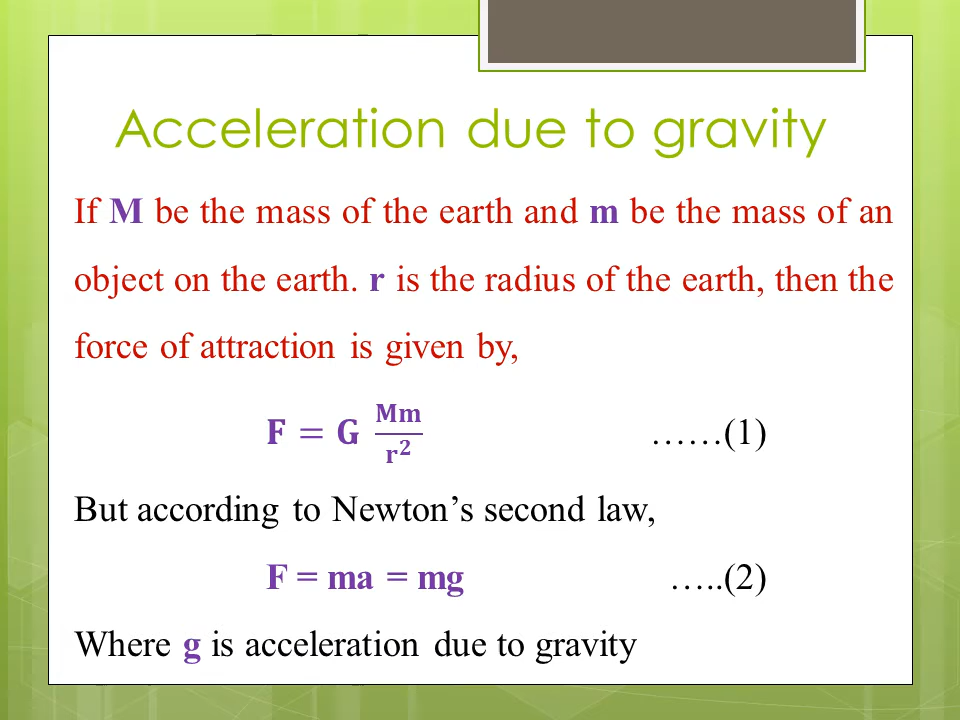 Acceleration due to gravity
If M be the mass of the earth and m be the mass of an
object on the earth. r is the radius of the earth, then the
force of attraction is given by,
F = G Mm/r² ……(1)
But according to Newton’s second law,
F = ma = mg …..(2)
Where g is acceleration due to gravity